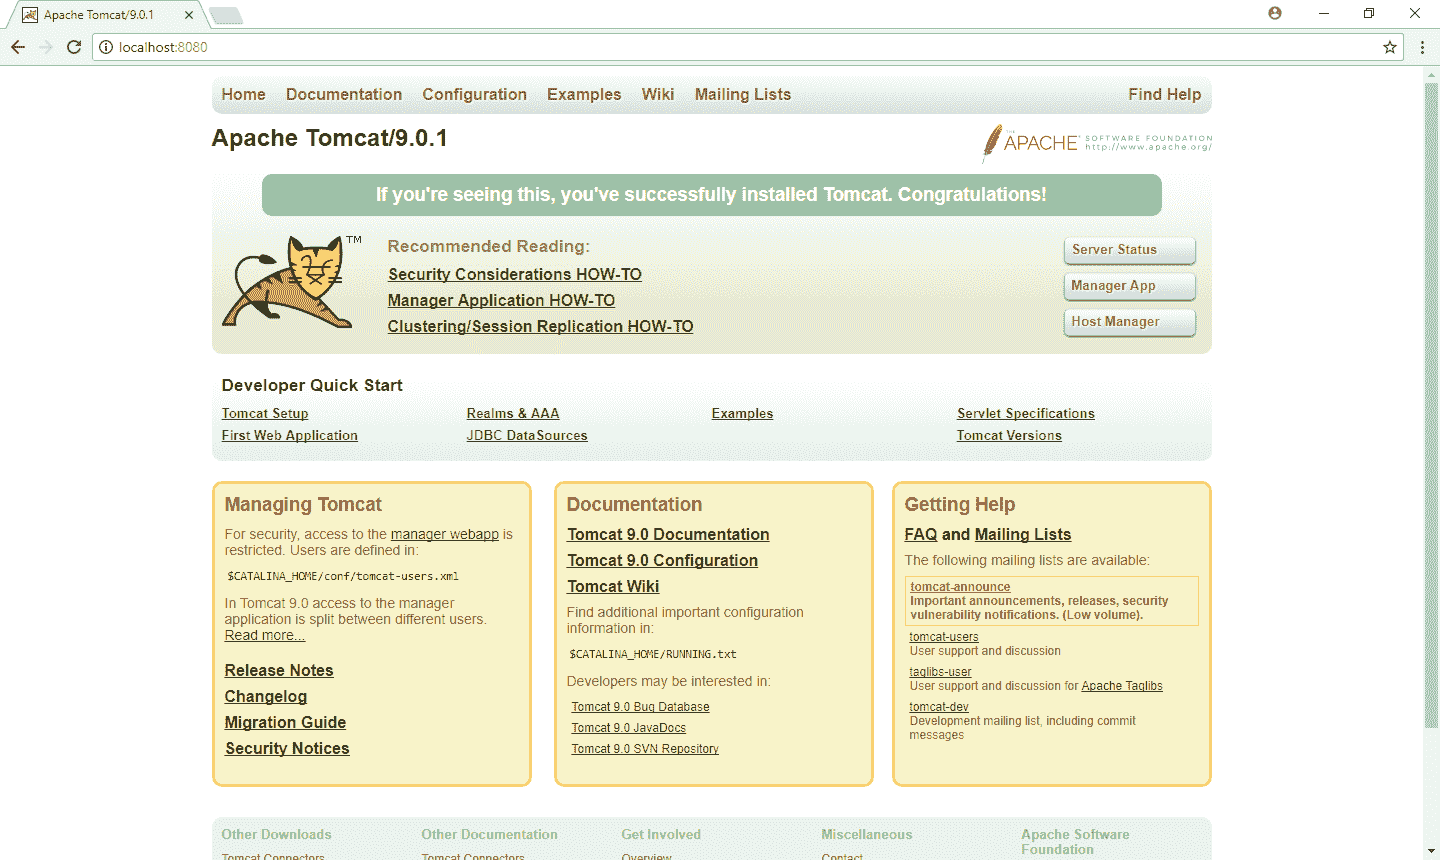 Apache Tomcat/9.0.1
localhost:8080
Home Documentation Configuration Examples Wiki Mailing Lists Find Help
Apache Tomcat/9.0.1
THE APACHE® SOFTWARE FOUNDATION
http://www.apache.org/
If you're seeing this, you've successfully installed Tomcat. Congratulations!
TM
Recommended Reading:
Security Considerations HOW-TO
Manager Application HOW-TO
Clustering/Session Replication HOW-TO
Server Status
Manager App
Host Manager
Developer Quick Start
Tomcat Setup
First Web Application
Realms & AAA
JDBC DataSources
Examples
Servlet Specifications
Tomcat Versions
Managing Tomcat
For security, access to the manager webapp is
restricted. Users are defined in:
$CATALINA_HOME/conf/tomcat-users.xml
In Tomcat 9.0 access to the manager
application is split between different users.
Read more...
Release Notes
Changelog
Migration Guide
Security Notices
Documentation
Tomcat 9.0 Documentation
Tomcat 9.0 Configuration
Tomcat Wiki
Find additional important configuration
information in:
$CATALINA_HOME/RUNNING.txt
Developers may be interested in:
Tomcat 9.0 Bug Database
Tomcat 9.0 JavaDocs
Tomcat 9.0 SVN Repository
Getting Help
FAQ and Mailing Lists
The following mailing lists are available:
tomcat-announce
Important announcements, releases, security
vulnerability notifications. (Low volume).
tomcat-users
User support and discussion
taglibs-user
User support and discussion for Apache Taglibs
tomcat-dev
Development mailing list, including commit
messages
Other Downloads
Tomcat Connectors
Other Documentation
Tomcat Connectors
Get Involved
Overview
Miscellaneous
Contact
Apache Software
Foundation